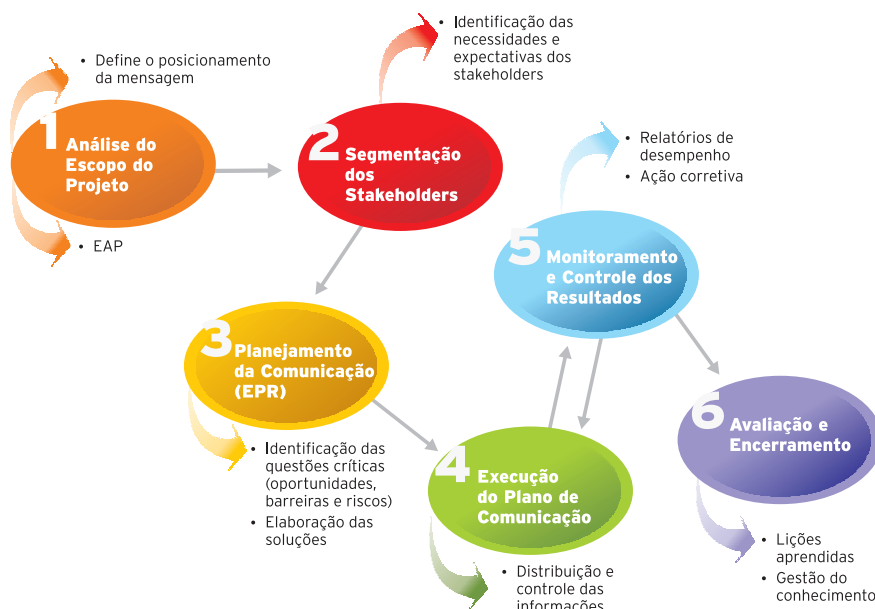 • Define o posicionamento
da mensagem
1
Análise do
Escopo do
Projeto
• EAP
• Identificação das
necessidades e
expectativas dos
stakeholders
2
Segmentação
dos
Stakeholders
3
Planejamento
da Comunicação
(EPR)
• Identificação das
questões críticas
(oportunidades,
barreiras e riscos)
• Elaboração das
soluções
4
Execução
do Plano de
Comunicação
• Distribuição e
controle das
informações
• Relatórios de
desempenho
• Ação corretiva
5
Monitoramento
e Controle dos
Resultados
6
Avaliação e
Encerramento
• Lições
aprendidas
• Gestão do
conhecimento